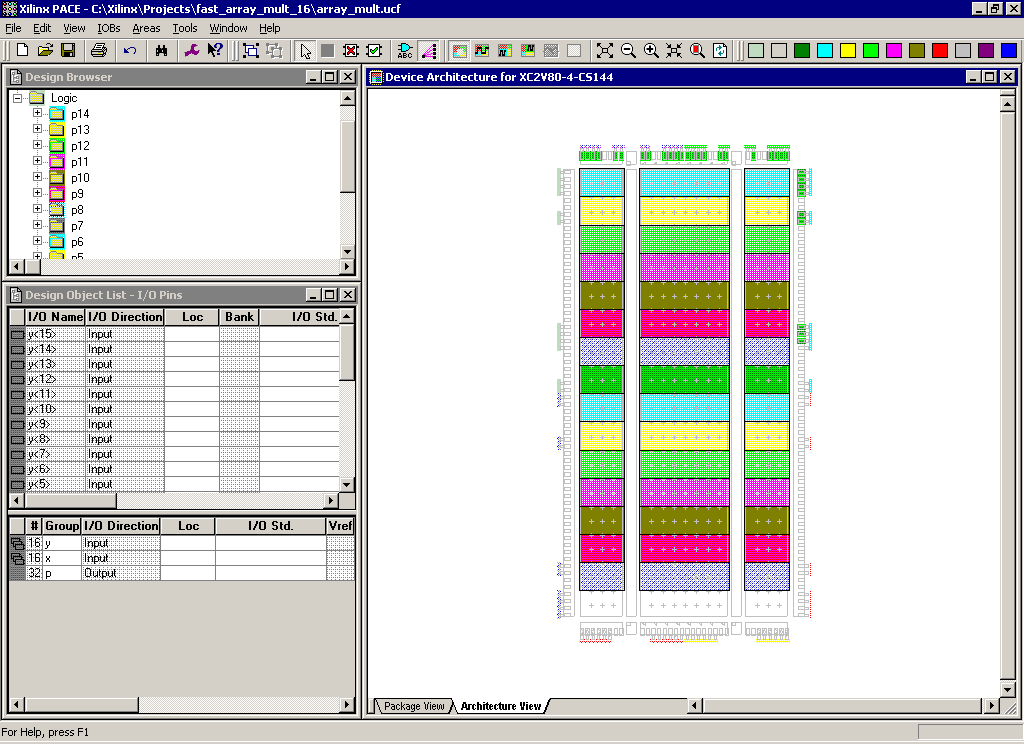 Xilinx PACE - C:\Xilinx\Projects\fast_array_mult_16\array_mult.ucf
File Edit View IOBs Areas Tools Window Help
ABC
Design Browser
Logic
p14
p13
p12
p11
p10
p9
p8
p7
p6
p5
Design Object List - I/O Pins
I/O Name I/O Direction Loc Bank I/O Std.
y<15> Input
y<14> Input
y<13> Input
y<12> Input
y<11> Input
y<10> Input
y<9> Input
y<8> Input
y<7> Input
y<6> Input
y<5> Input
# Group I/O Direction Loc I/O Std. Vref
16 y Input
16 x Input
32 p Output
Device Architecture for XC2V80-4-CS144
Package View Architecture View
For Help, press F1